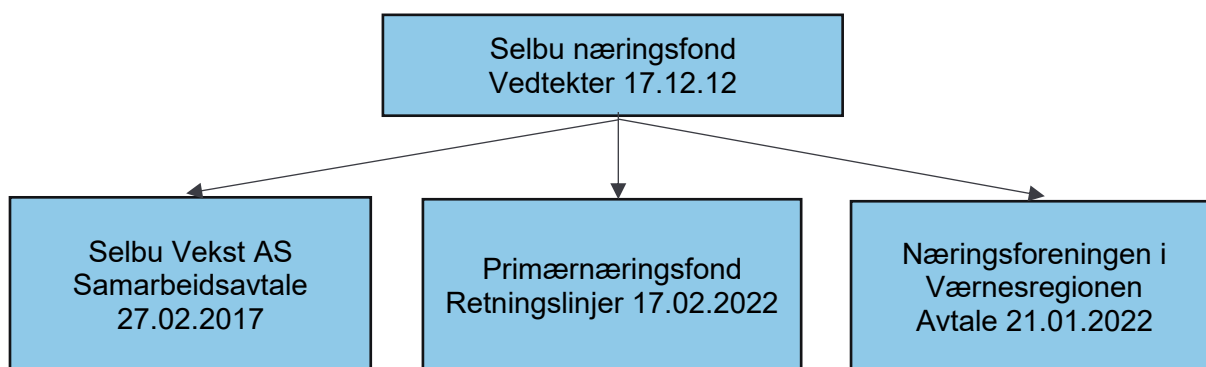 Selbu næringsfond
Vedtekter 17.12.12
Selbu Vekst AS
Samarbeidsavtale
27.02.2017
Primærnæringsfond
Retningslinjer 17.02.2022
Næringsforeningen i
Værnesregionen
Avtale 21.01.2022